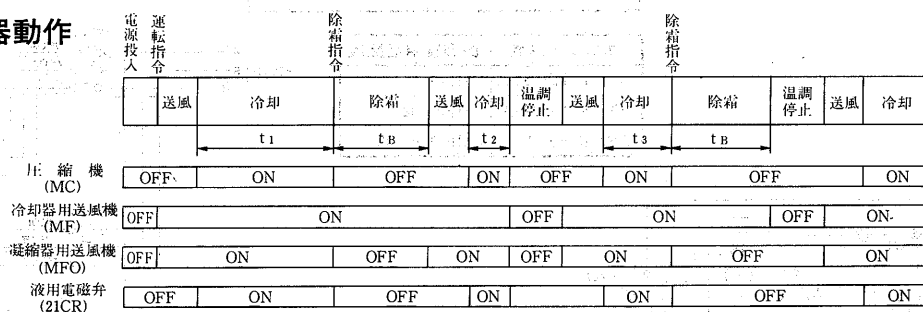 器動作
電源投入
運転指令
除霜指令
除霜指令
送風 冷却 除霜 送風 冷却 温調停止 送風 冷却 除霜 温調停止 送風 冷却
t1 tB t2 t3 tB
圧縮機 (MC) OFF ON OFF ON OFF ON OFF ON
冷却器用送風機 (MF) OFF ON OFF ON OFF ON
凝縮器用送風機 (MFO) OFF ON OFF ON OFF ON OFF ON
液用電磁弁 (21CR) OFF ON OFF ON ON OFF ON